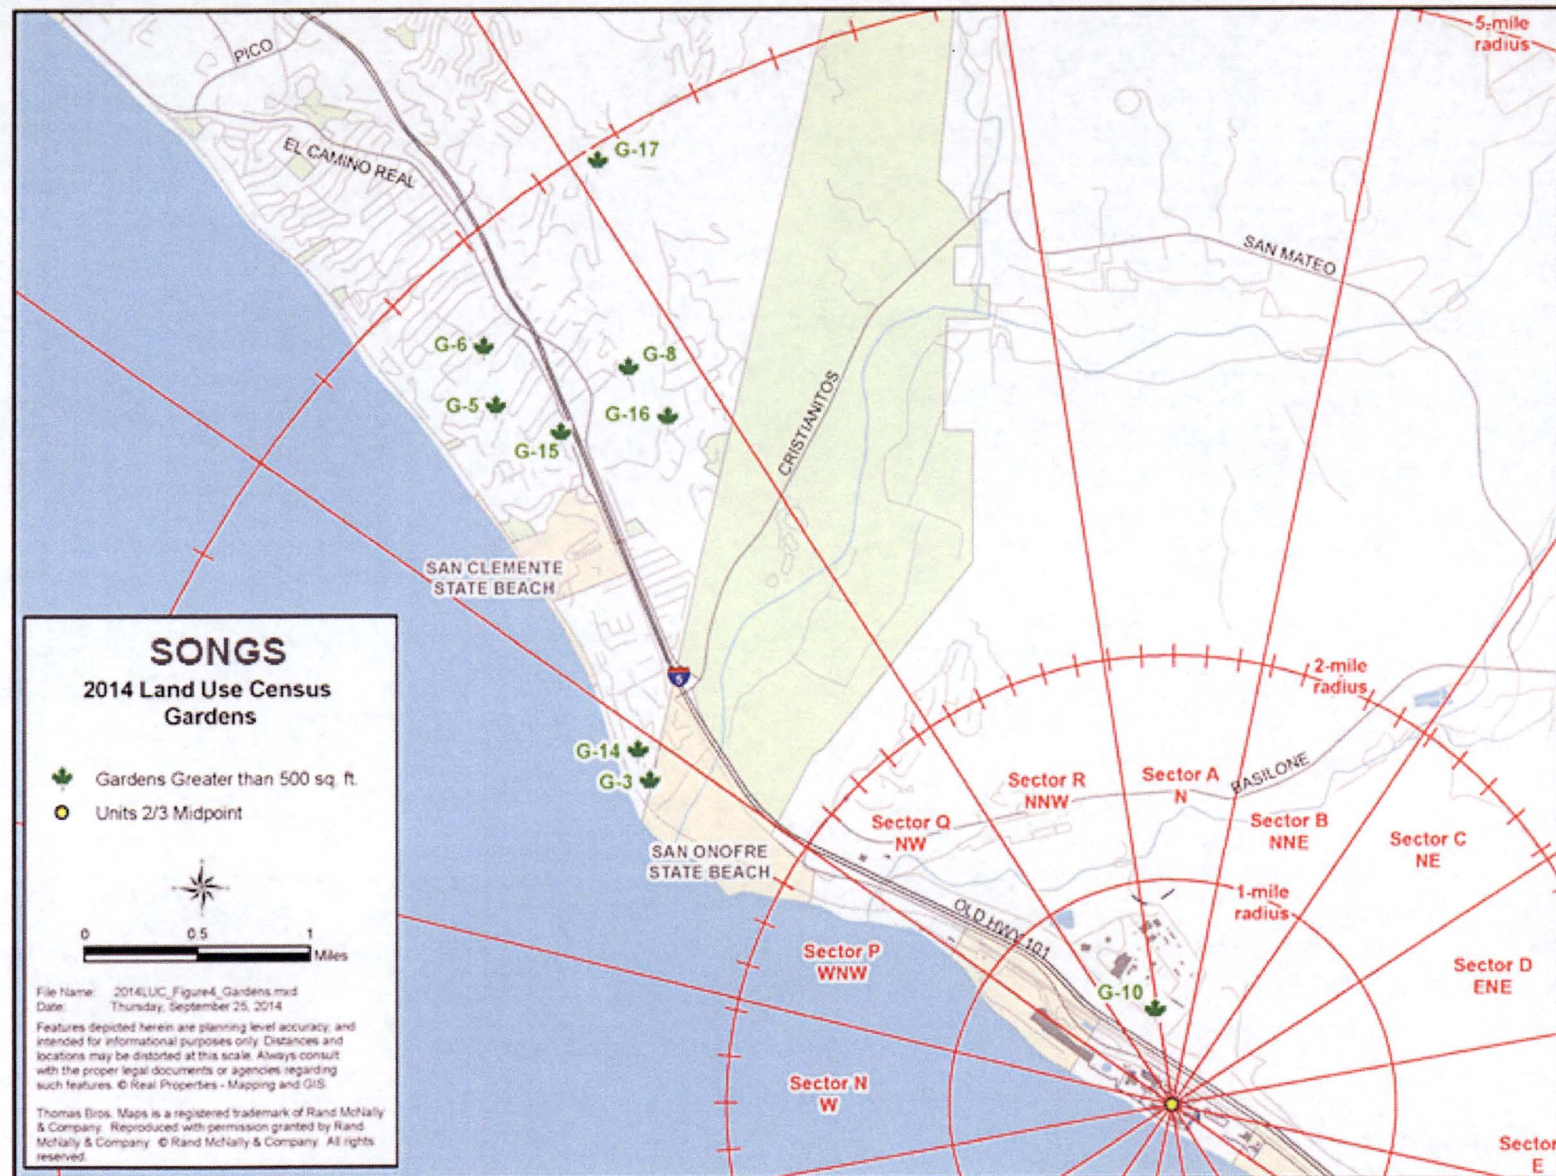 5-mile
radius
PICO
EL CAMINO REAL
G-17
SAN MATEO
G-6
G-8
G-5
G-16
G-15
CRISTIANITOS
SAN CLEMENTE
STATE BEACH
5
2-mile
radius
G-14
G-3
Sector R
NNW
Sector A
N
BASILONE
Sector Q
NW
Sector B
NNE
Sector C
NE
SAN ONOFRE
STATE BEACH
1-mile
radius
OLD HWY 101
Sector P
WNW
Sector D
ENE
G-10
Sector N
W
Sector
E
SONGS
2014 Land Use Census
Gardens
Gardens Greater than 500 sq. ft.
Units 2/3 Midpoint
0 0.5 1
Miles
File Name: 2014LUC_Figure4_Gardens.mxd
Date: Thursday, September 25, 2014
Features depicted herein are planning level accuracy, and
intended for informational purposes only. Distances and
locations may be distorted at this scale. Always consult
with the proper legal documents or agencies regarding
such features. © Real Properties - Mapping and GIS
Thomas Bros. Maps is a registered trademark of Rand McNally
& Company. Reproduced with permission granted by Rand
McNally & Company. © Rand McNally & Company. All rights
reserved.